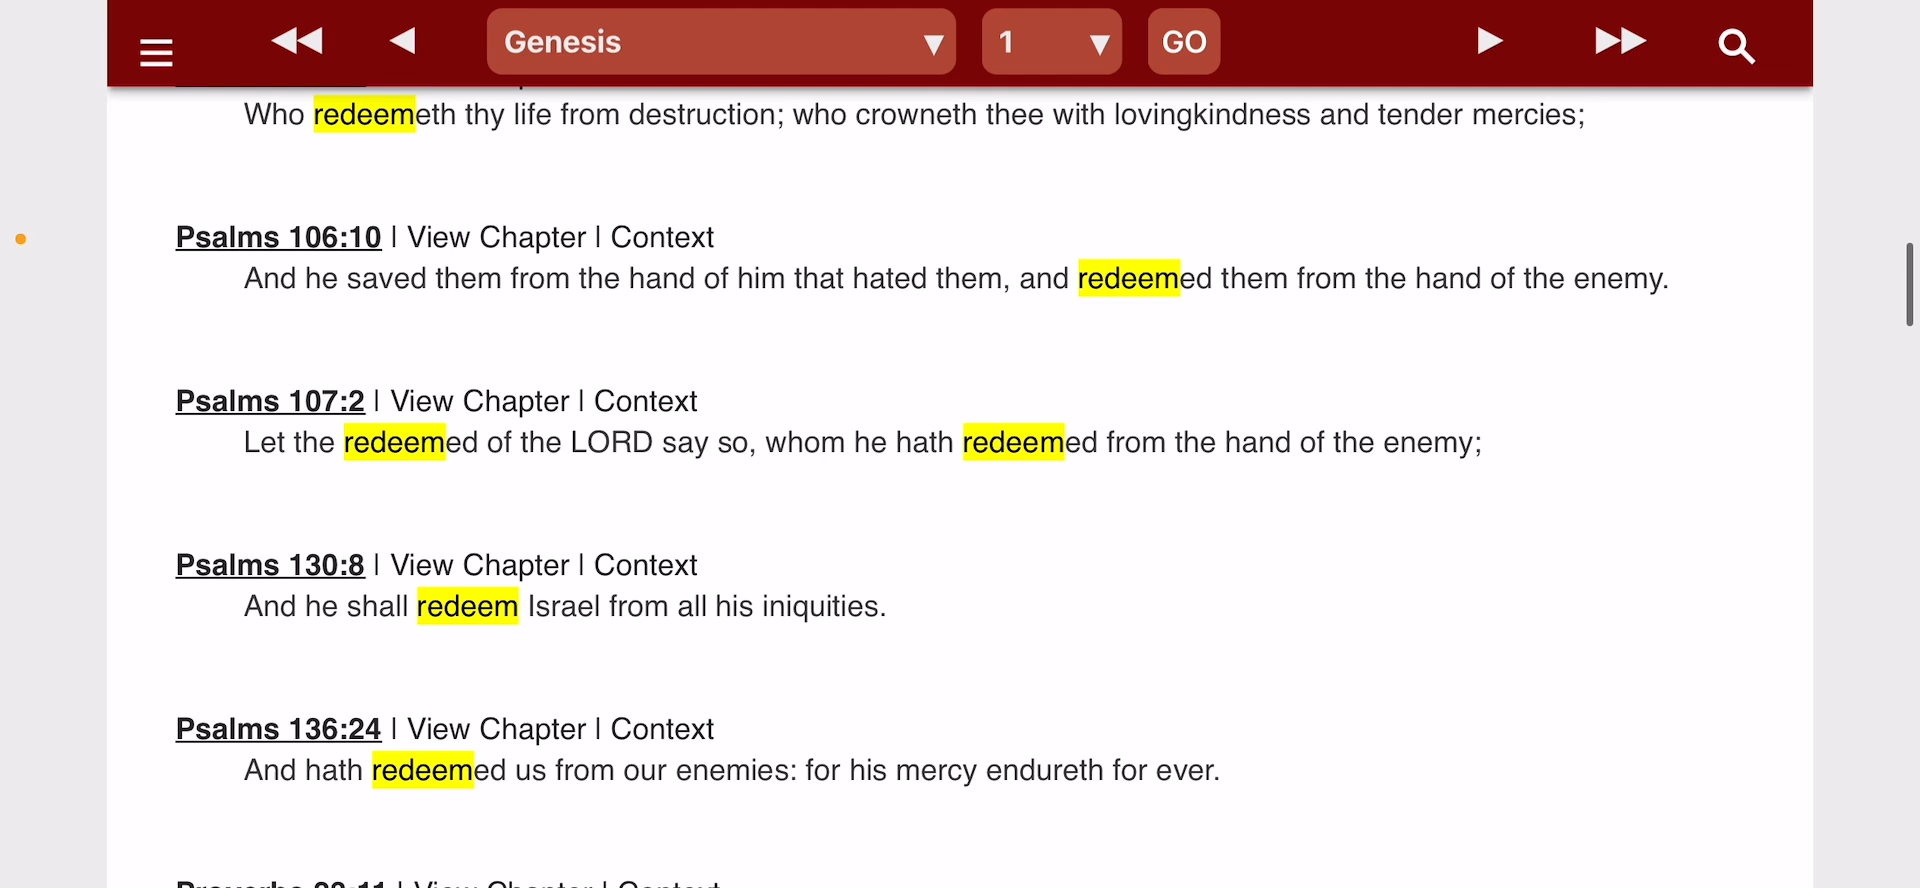 Genesis 1 GO
Who redeemeth thy life from destruction; who crowneth thee with lovingkindness and tender mercies;
Psalms 106:10 | View Chapter | Context
And he saved them from the hand of him that hated them, and redeemed them from the hand of the enemy.
Psalms 107:2 | View Chapter | Context
Let the redeemed of the LORD say so, whom he hath redeemed from the hand of the enemy;
Psalms 130:8 | View Chapter | Context
And he shall redeem Israel from all his iniquities.
Psalms 136:24 | View Chapter | Context
And hath redeemed us from our enemies: for his mercy endureth for ever.
View Chapter | Context